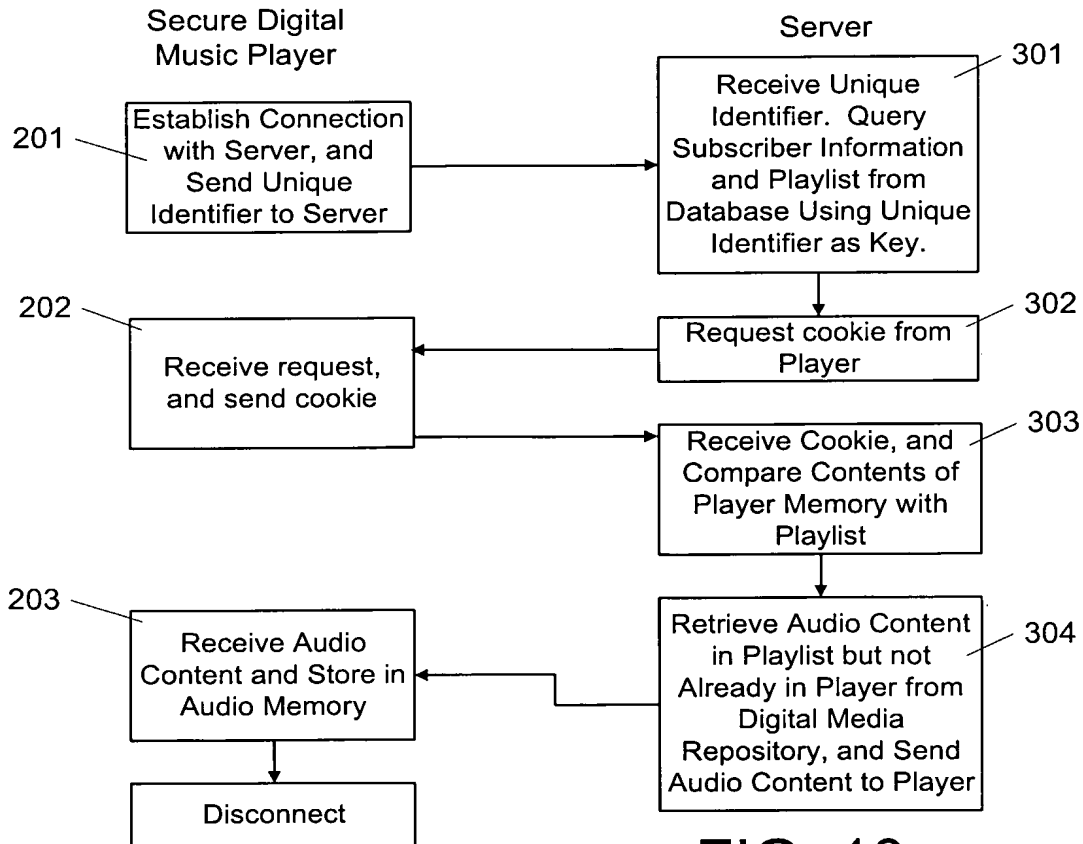 Secure Digital
Music Player
Server
201
Establish Connection
with Server, and
Send Unique
Identifier to Server
301
Receive Unique
Identifier. Query
Subscriber Information
and Playlist from
Database Using Unique
Identifier as Key.
302
Request cookie from
Player
202
Receive request,
and send cookie
303
Receive Cookie, and
Compare Contents of
Player Memory with
Playlist
304
Retrieve Audio Content
in Playlist but not
Already in Player from
Digital Media
Repository, and Send
Audio Content to Player
203
Receive Audio
Content and Store in
Audio Memory
Disconnect